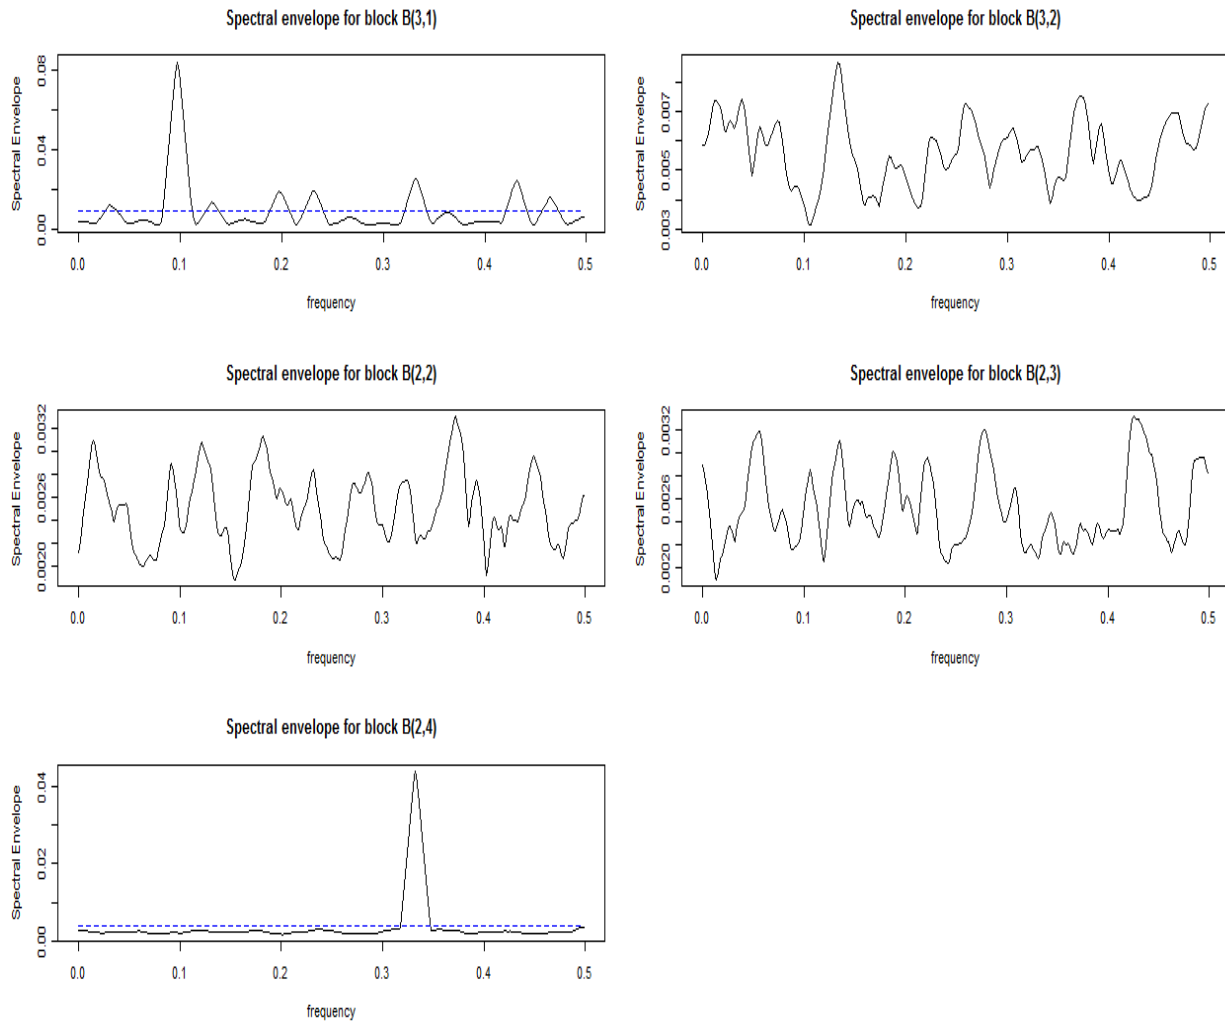 Spectral envelope for block B(3,1)
Spectral Envelope
0.00 0.04 0.08
0.0 0.1 0.2 0.3 0.4 0.5
frequency
Spectral envelope for block B(3,2)
Spectral Envelope
0.003 0.005 0.007
0.0 0.1 0.2 0.3 0.4 0.5
frequency
Spectral envelope for block B(2,2)
Spectral Envelope
0.0020 0.0026 0.0032
0.0 0.1 0.2 0.3 0.4 0.5
frequency
Spectral envelope for block B(2,3)
Spectral Envelope
0.0020 0.0026 0.0032
0.0 0.1 0.2 0.3 0.4 0.5
frequency
Spectral envelope for block B(2,4)
Spectral Envelope
0.00 0.02 0.04
0.0 0.1 0.2 0.3 0.4 0.5
frequency